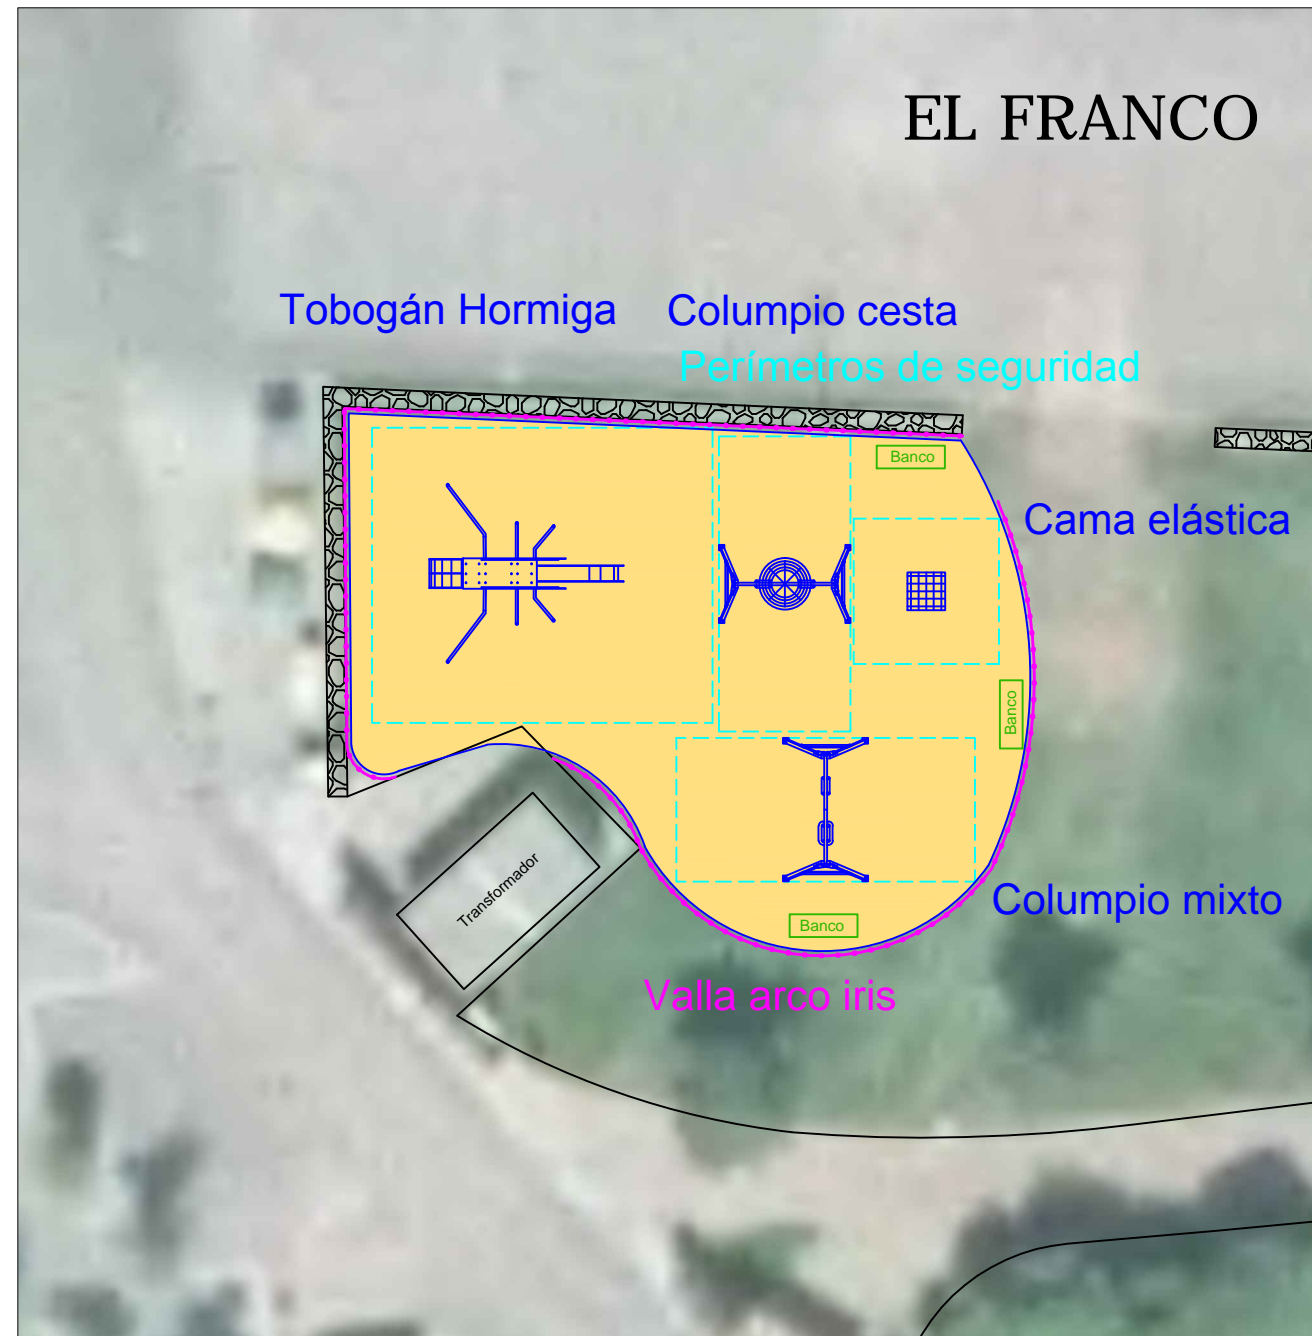 EL FRANCO
Tobogán Hormiga
Columpio cesta
Perímetros de seguridad
Banco
Cama elástica
Banco
Transformador
Columpio mixto
Banco
Valla arco iris